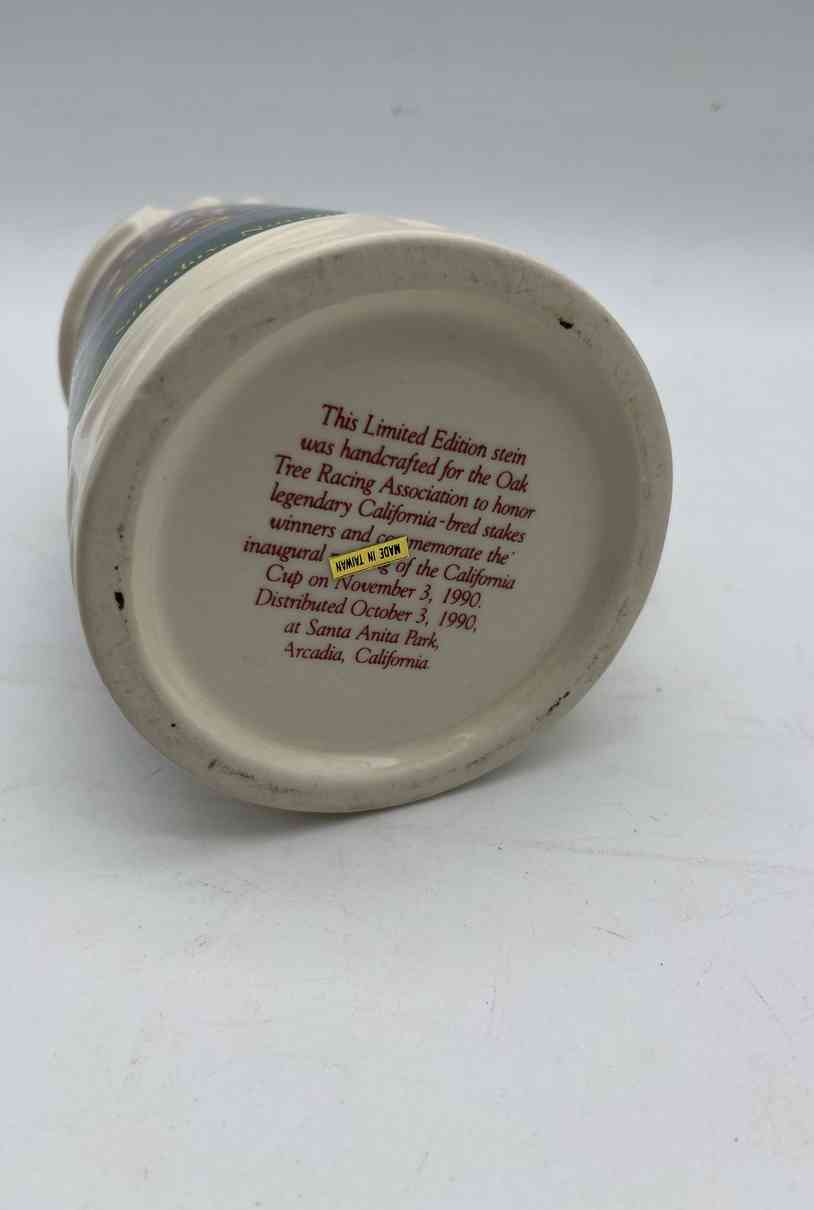 This Limited Edition stein
was handcrafted for the Oak
Tree Racing Association to honor
legendary California-bred stakes
winners and commemorate the
inaugural of the California
MADE IN TAIWAN
Cup on November 3, 1990.
Distributed October 3, 1990,
at Santa Anita Park,
Arcadia, California